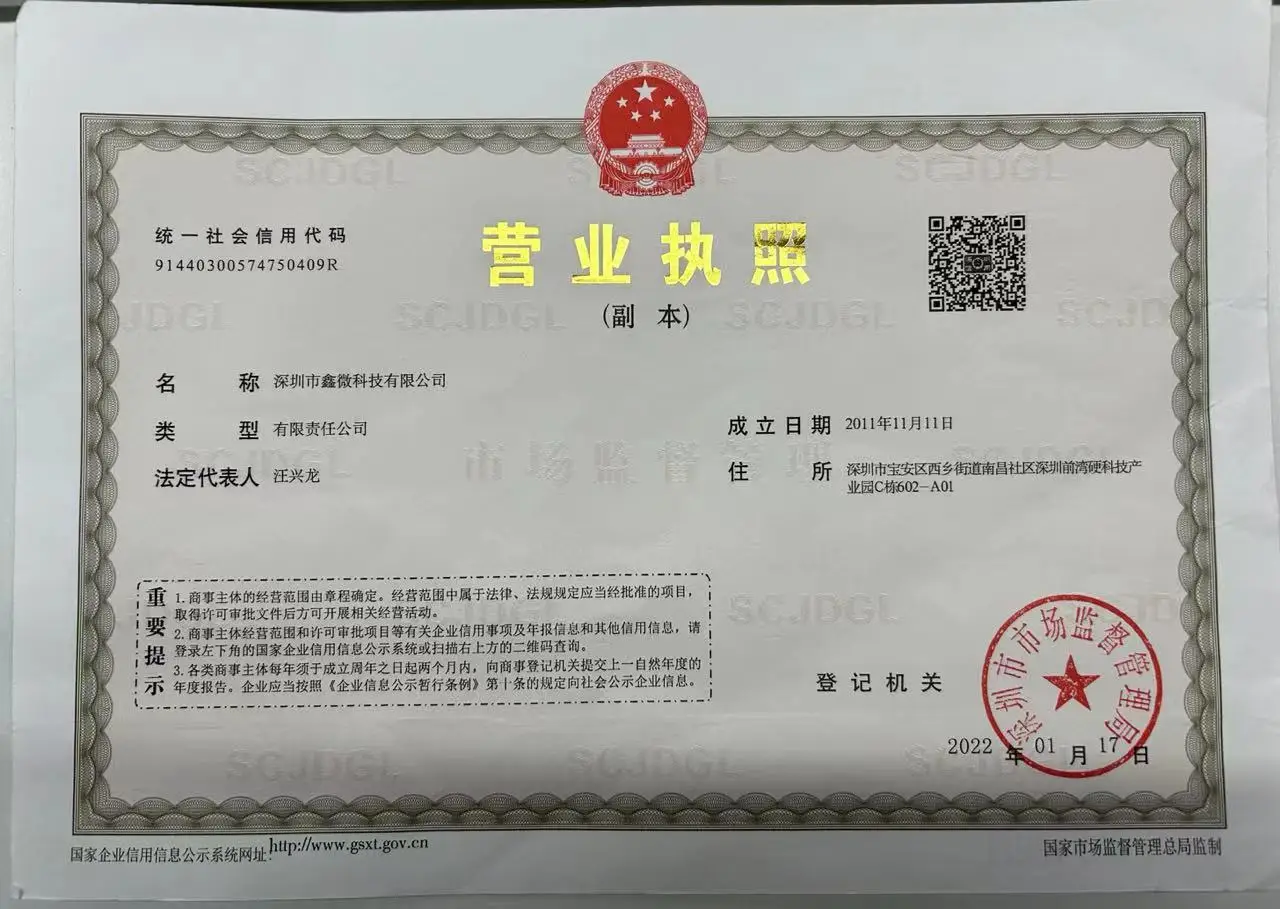 统一社会信用代码
91440300574750409R
营业执照
(副 本)
名 称 深圳市鑫微科技有限公司
类 型 有限责任公司
法定代表人 汪兴龙
成立日期 2011年11月11日
住 所 深圳市宝安区西乡街道南昌社区深圳前湾硬科技产
业园C栋602-A01
重要提示
1.商事主体的经营范围由章程确定。经营范围中属于法律、法规规定应当经批准的项目，
取得许可审批文件后方可开展相关经营活动。
2.商事主体经营范围和许可审批项目等有关企业信用事项及年报信息和其他信用信息，请
登录左下角的国家企业信用信息公示系统或扫描右上方的二维码查询。
3.各类商事主体每年须于成立周年之日起两个月内，向商事登记机关提交上一自然年度的
年度报告。企业应当按照《企业信息公示暂行条例》第十条的规定向社会公示企业信息。
登记机关
深圳市市场监督管理局
2022 年 01 月 17 日
国家企业信用信息公示系统网址:http://www.gsxt.gov.cn
国家市场监督管理总局监制
SCJDGL
市场监督管理